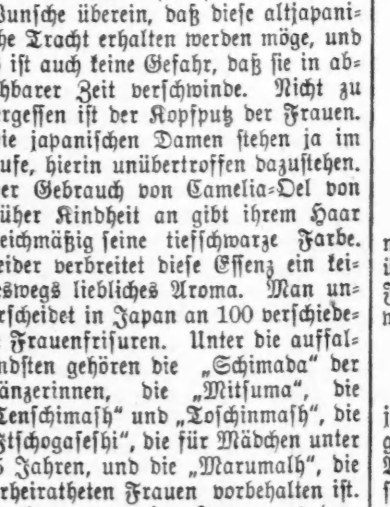 Wunsche überein, daß diese altjapani⸗
he Tracht erhalten werden möge, und
ist auch keine Gefahr, daß sie in ab⸗
hbarer Zeit verschwinde. Nicht zu
rgessen ist der Kopfputz der Frauen.
ie japanischen Damen stehen ja im
ufe, hierin unübertroffen dazustehen.
er Gebrauch von Camelia⸗Oel von
üher Kindheit an gibt ihrem Haar
eichmäßig seine tiefschwarze Farbe.
eider verbreitet diese Essenz ein kei⸗
eswegs liebliches Aroma. Man un⸗
rscheidet in Japan an 100 verschiede⸗
Frauenfrisuren. Unter die auffal⸗
ndsten gehören die „Schimada“ der
änzerinnen, die „Mitsuma“, die
Tenschimash“ und „Toschinmash“, die
Itschogaseshi“, die für Mädchen unter
Jahren, und die „Marumalh“, die
rheiratheten Frauen vorbehalten ist.